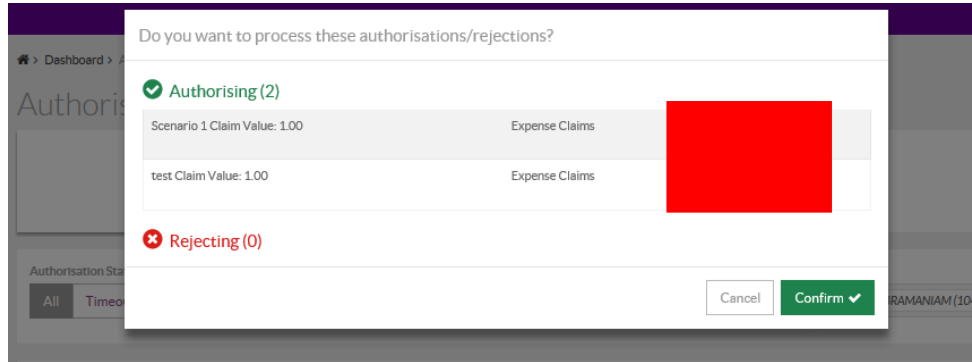 Do you want to process these authorisations/rejections?
> Dashboard >
Authoris
Authorising (2)
Scenario 1 Claim Value: 1.00 Expense Claims
test Claim Value: 1.00 Expense Claims
Rejecting (0)
Authorisation Sta
All Timeo
Cancel Confirm
RAMANIAM (10